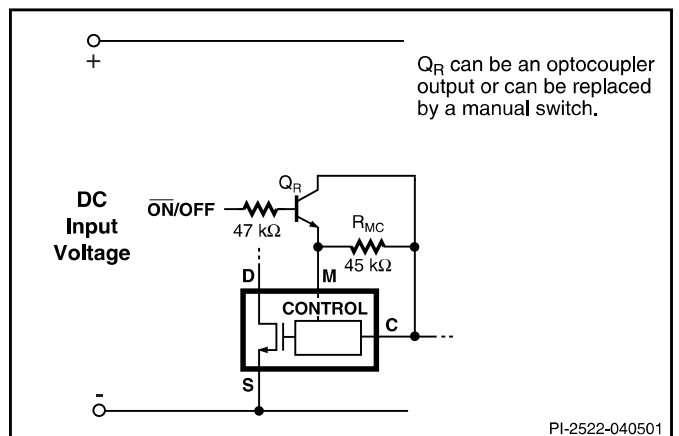 +
Q_R can be an optocoupler
output or can be replaced
by a manual switch.
Q_R
DC
Input
Voltage
O̅N̅/OFF
47 kΩ
R_MC
45 kΩ
D
M
CONTROL
C
S
-
PI-2522-040501